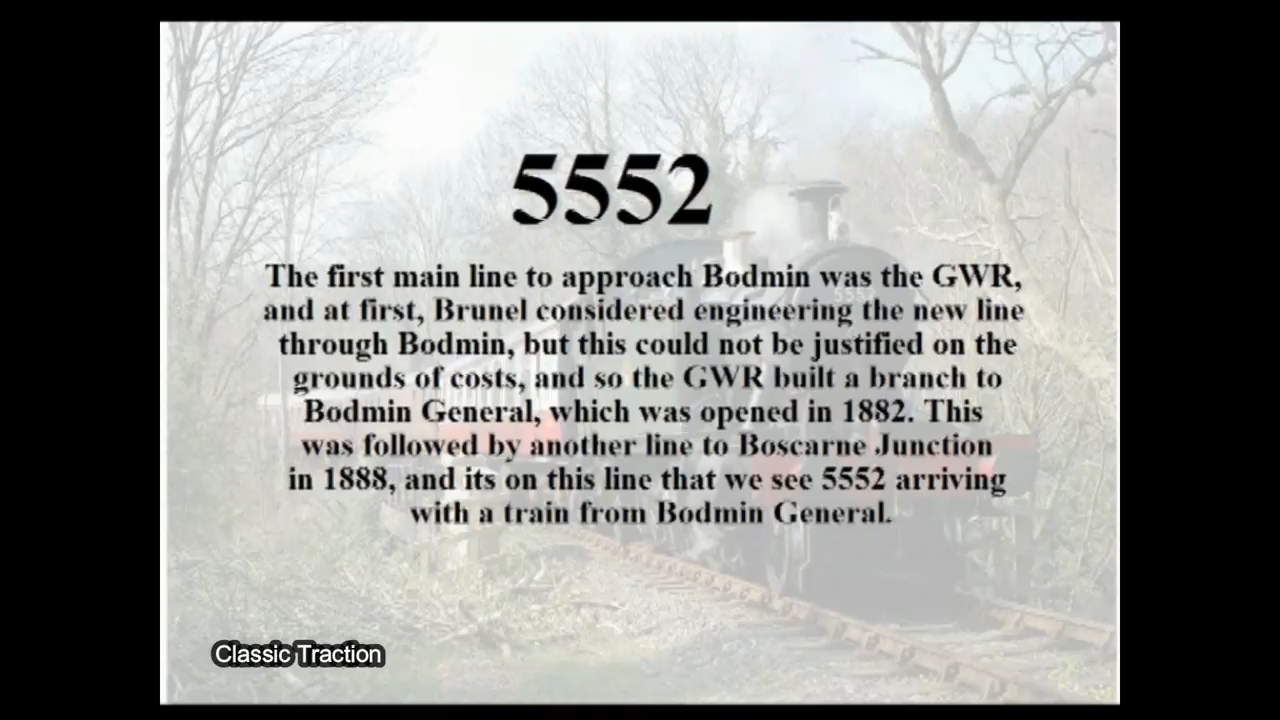 5552
The first main line to approach Bodmin was the GWR,
and at first, Brunel considered engineering the new line
through Bodmin, but this could not be justified on the
grounds of costs, and so the GWR built a branch to
Bodmin General, which was opened in 1882. This
was followed by another line to Boscarne Junction
in 1888, and its on this line that we see 5552 arriving
with a train from Bodmin General.
Classic Traction